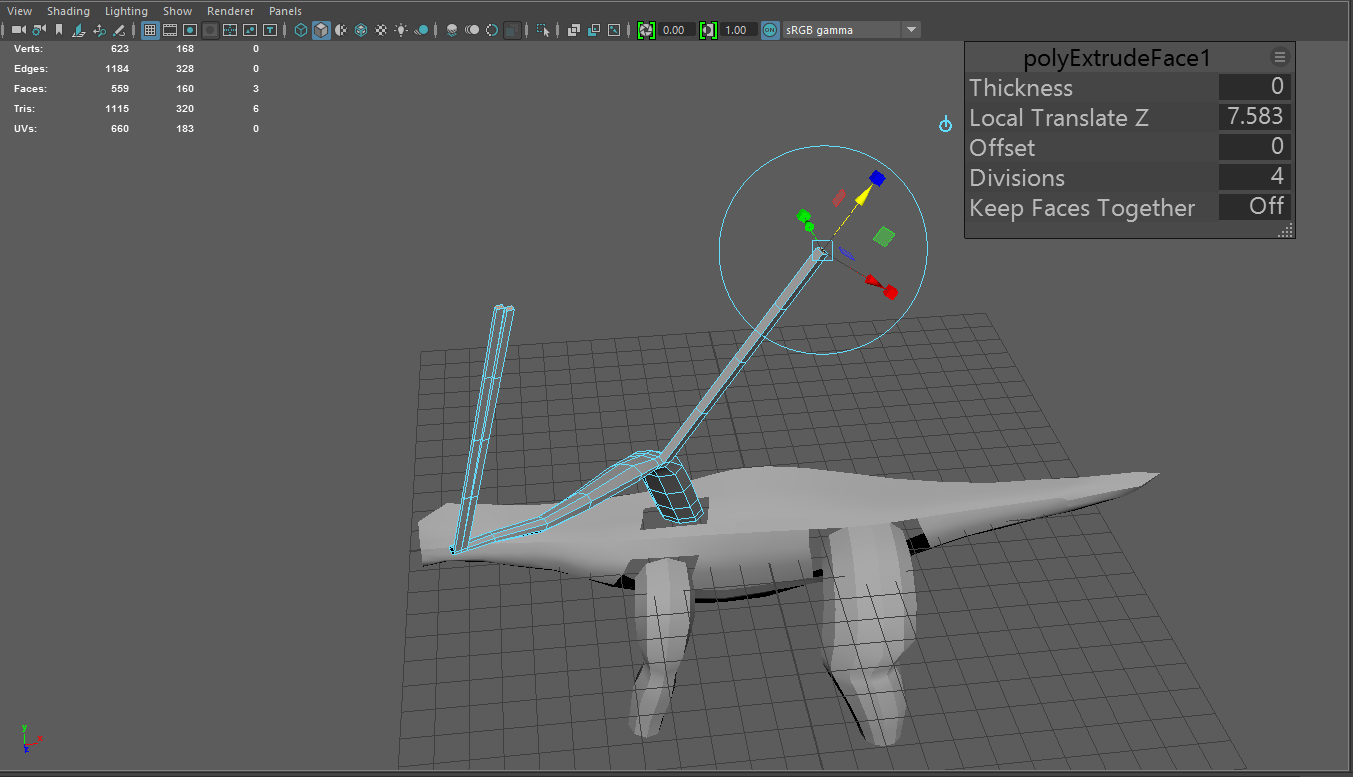 View Shading Lighting Show Renderer Panels
0.00 1.00 ON sRGB gamma
Verts: 623 168 0
Edges: 1184 328 0
Faces: 559 160 3
Tris: 1115 320 6
UVs: 660 183 0
polyExtrudeFace1
Thickness 0
Local Translate Z 7.583
Offset 0
Divisions 4
Keep Faces Together Off
y
x
z